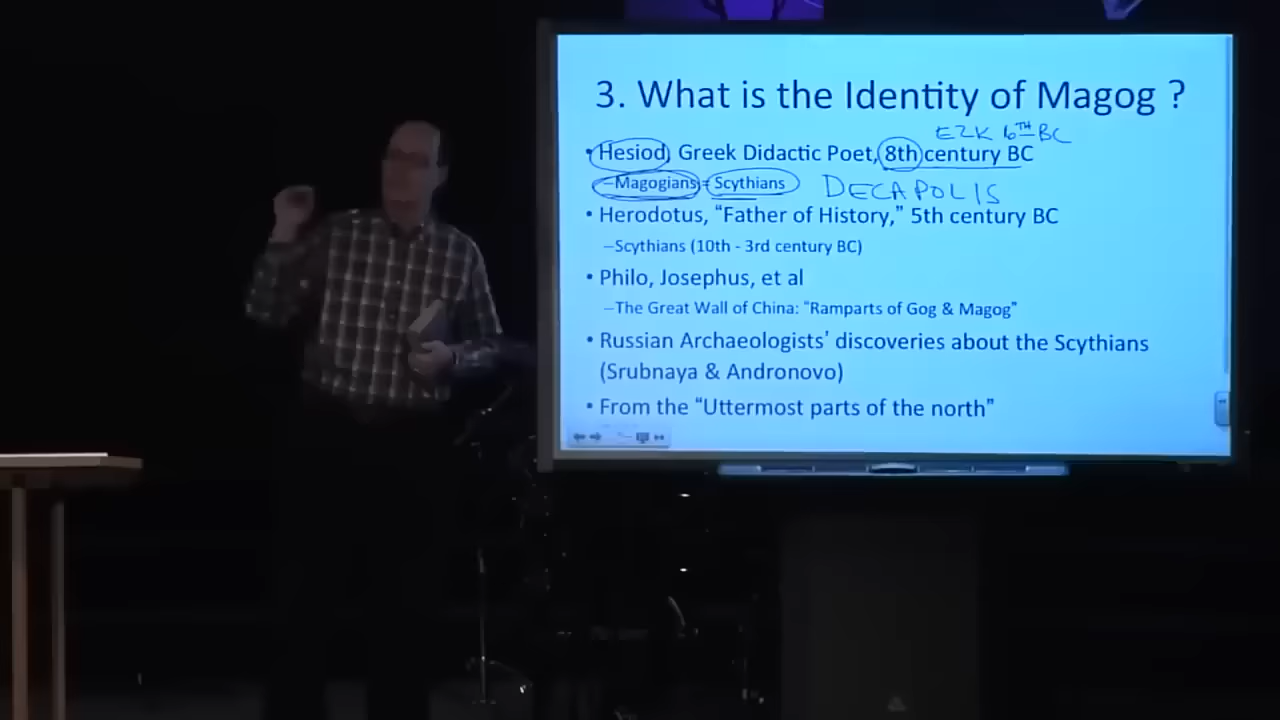 3. What is the Identity of Magog ?
EZK 6TH BC
• Hesiod, Greek Didactic Poet, 8th century BC
–Magogians = Scythians DECAPOLIS
• Herodotus, “Father of History,” 5th century BC
–Scythians (10th - 3rd century BC)
• Philo, Josephus, et al
–The Great Wall of China: “Ramparts of Gog & Magog”
• Russian Archaeologists’ discoveries about the Scythians
(Srubnaya & Andronovo)
• From the “Uttermost parts of the north”